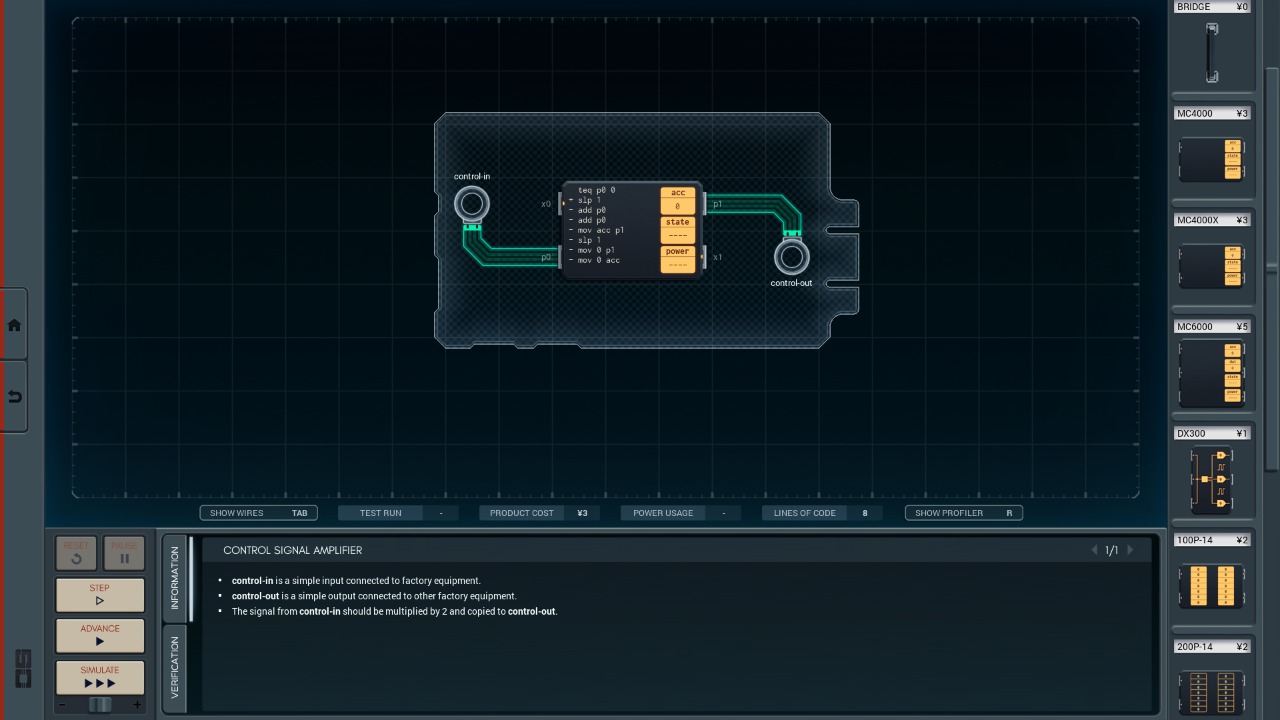 BRIDGE ¥0
MC4000 ¥3
control-in
teq p0 0
- slp 1
- add p0
- add p0
- mov acc p1
- slp 1
- mov 0 p1
- mov 0 acc
acc
0
state
----
power
----
x0
p0
p1
x1
control-out
MC4000X ¥3
MC6000 ¥5
DX300 ¥1
100P-14 ¥2
200P-14 ¥2
SHOW WIRES TAB
TEST RUN -
PRODUCT COST ¥3
POWER USAGE -
LINES OF CODE 8
SHOW PROFILER R
RESET
PAUSE
STEP
ADVANCE
SIMULATE
- +
INFORMATION
VERIFICATION
CONTROL SIGNAL AMPLIFIER 1/1
▪ control-in is a simple input connected to factory equipment.
▪ control-out is a simple output connected to other factory equipment.
▪ The signal from control-in should be multiplied by 2 and copied to control-out.